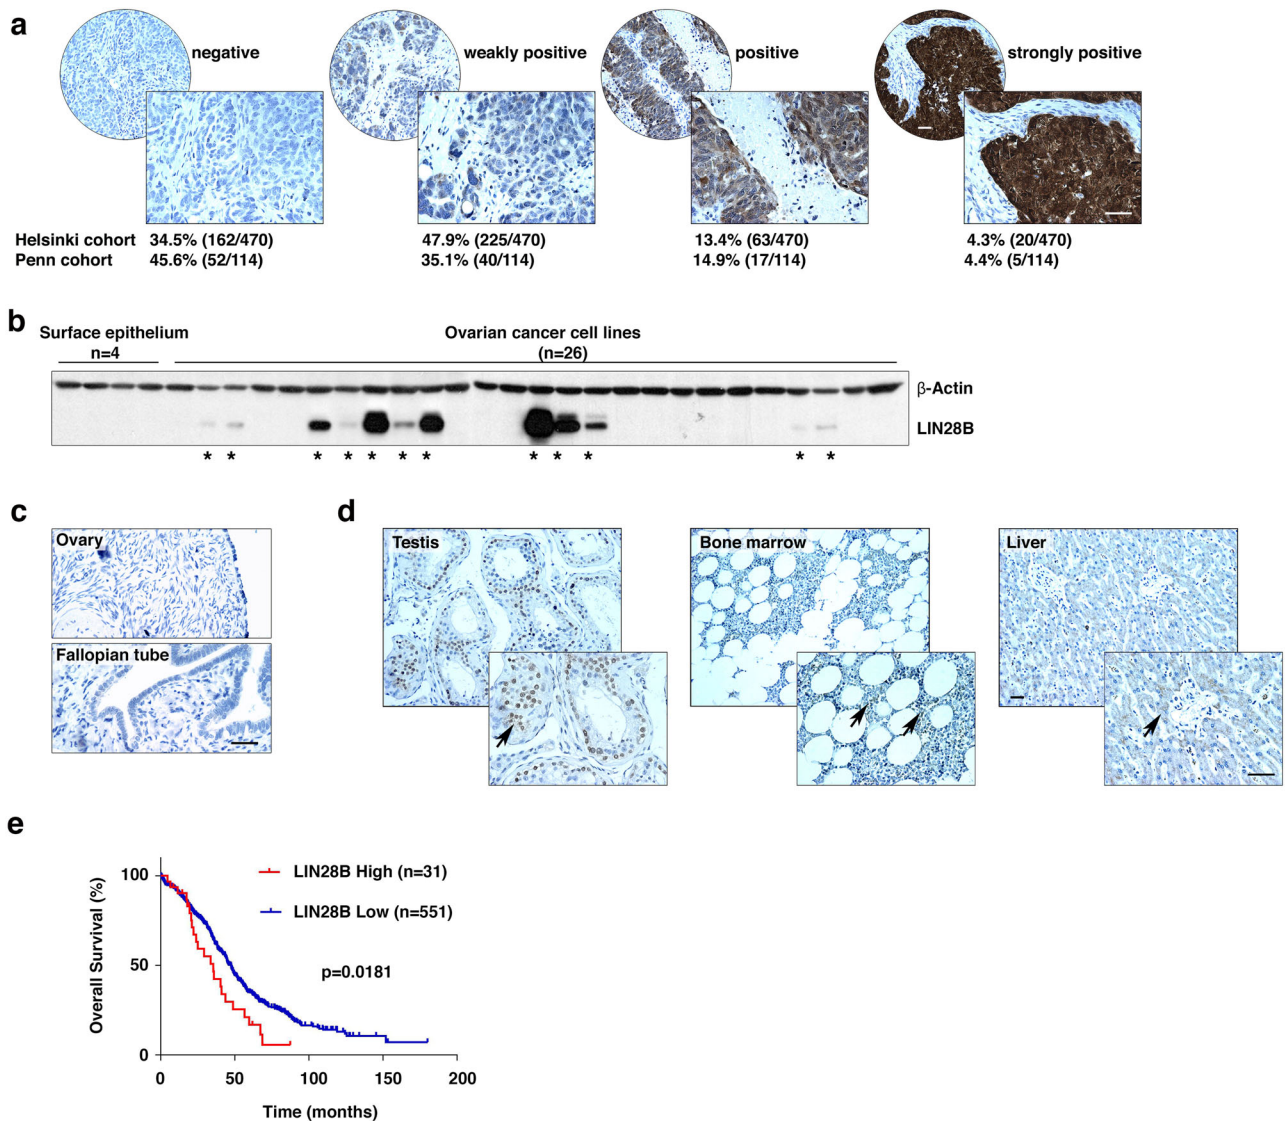 a
negative
weakly positive
positive
strongly positive
Helsinki cohort 34.5% (162/470) 47.9% (225/470) 13.4% (63/470) 4.3% (20/470)
Penn cohort 45.6% (52/114) 35.1% (40/114) 14.9% (17/114) 4.4% (5/114)
b
Surface epithelium
n=4
Ovarian cancer cell lines
(n=26)
β-Actin
LIN28B
* * * * * * * * * * * *
c
Ovary
Fallopian tube
d
Testis
Bone marrow
Liver
e
LIN28B High (n=31)
LIN28B Low (n=551)
p=0.0181
Overall Survival (%)
100
50
0
0 50 100 150 200
Time (months)